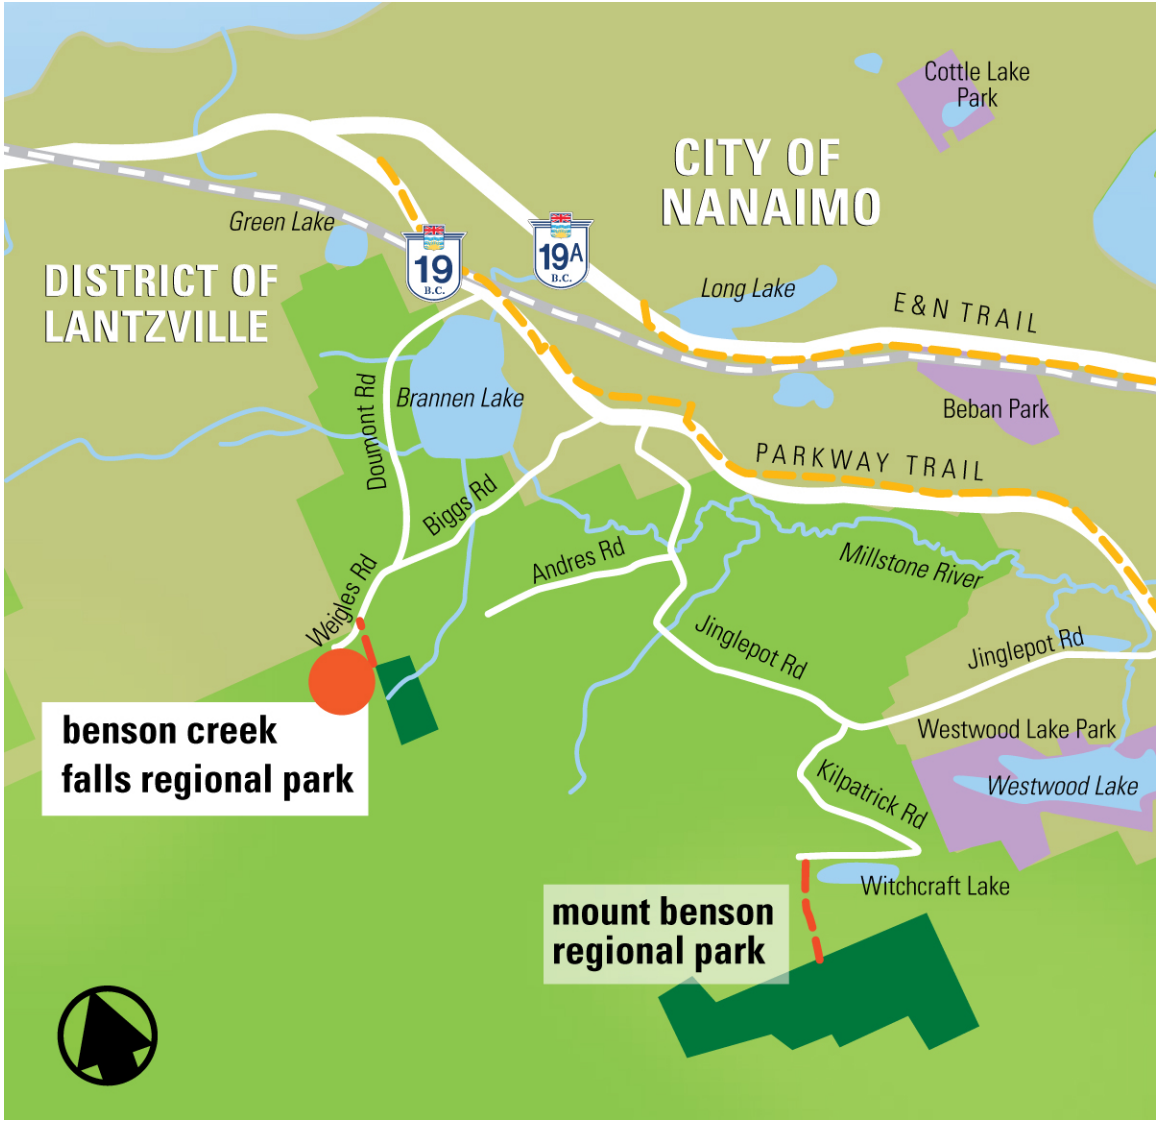 Cottle Lake
Park
CITY OF
NANAIMO
Green Lake
19
B.C.
19A
B.C.
DISTRICT OF
LANTZVILLE
Long Lake
E&N TRAIL
Brannen Lake
Doumont Rd
Beban Park
PARKWAY TRAIL
Biggs Rd
Andres Rd
Millstone River
Weigles Rd
Jinglepot Rd
Jinglepot Rd
benson creek
falls regional park
Westwood Lake Park
Westwood Lake
Kilpatrick Rd
Witchcraft Lake
mount benson
regional park